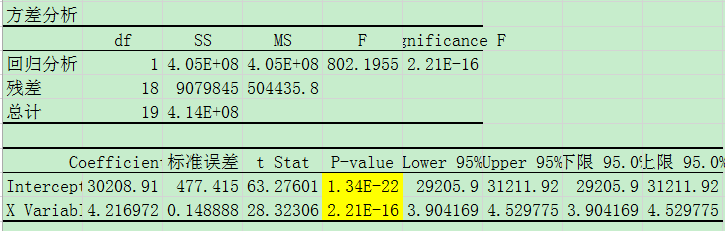 方差分析
df SS MS F gnificance F
回归分析 1 4.05E+08 4.05E+08 802.1955 2.21E-16
残差 18 9079845 504435.8
总计 19 4.14E+08
Coefficien 标准误差 t Stat P-value Lower 95% Upper 95% 下限 95.0% 上限 95.0%
Intercept 30208.91 477.415 63.27601 1.34E-22 29205.9 31211.92 29205.9 31211.92
X Variabl 4.216972 0.148888 28.32306 2.21E-16 3.904169 4.529775 3.904169 4.529775